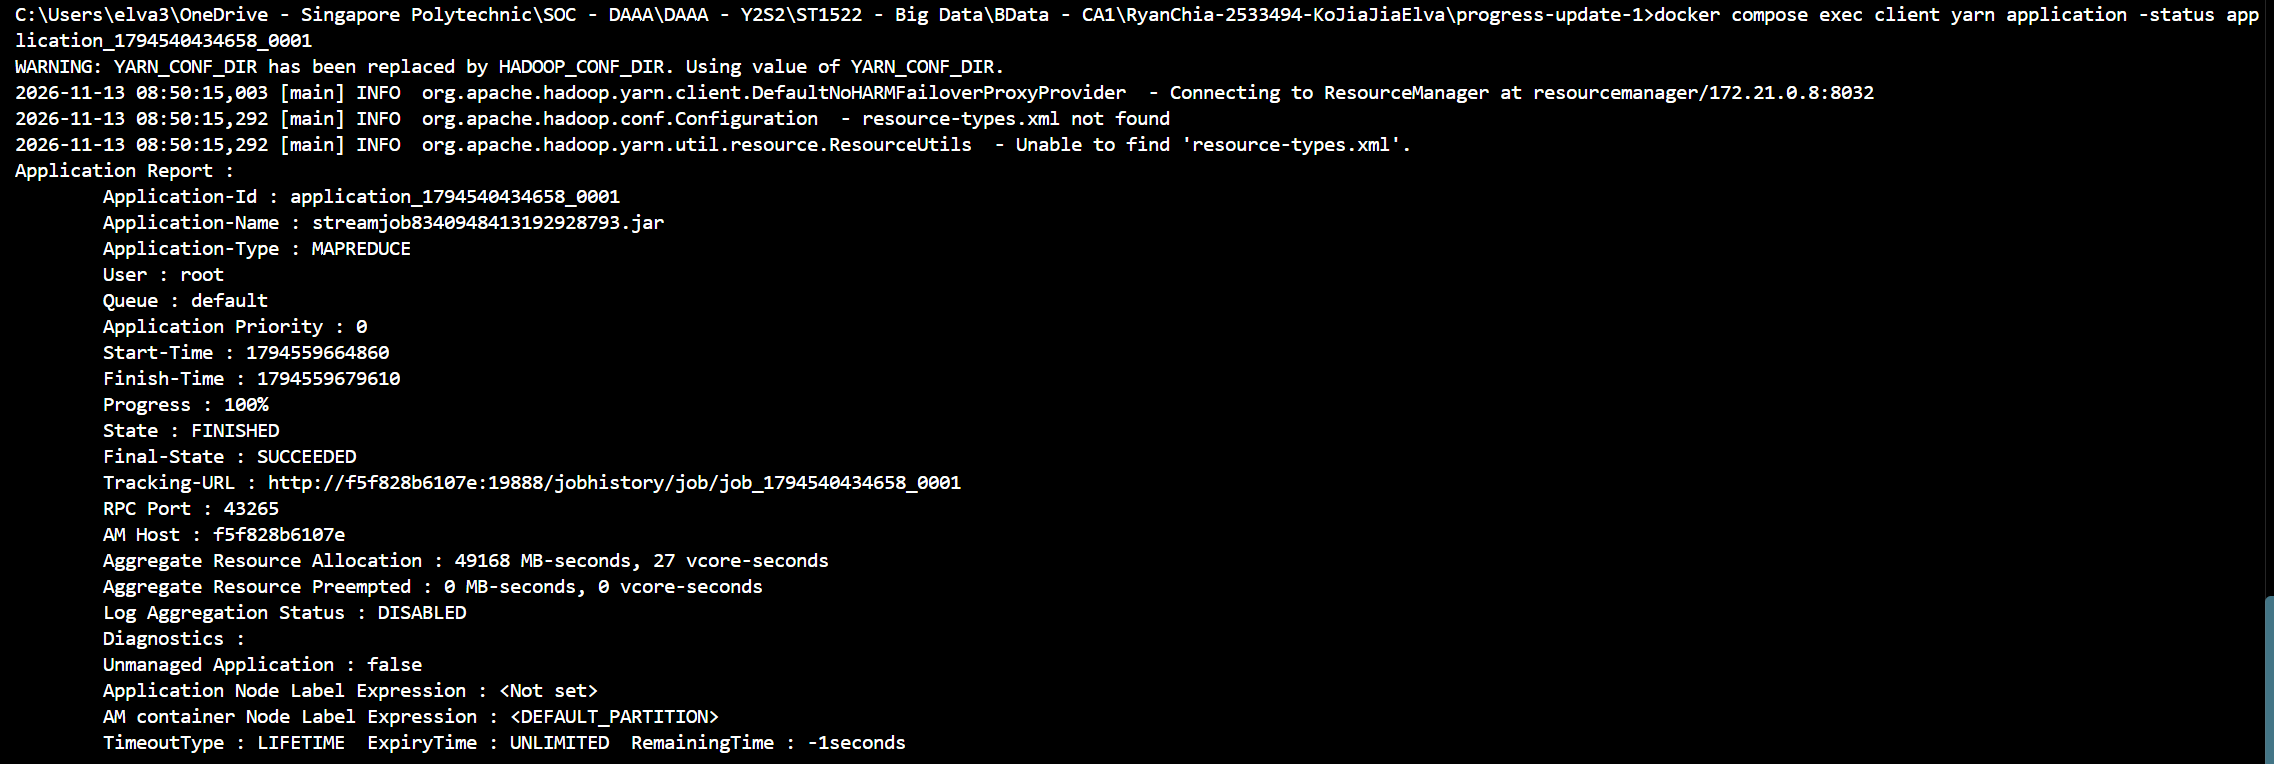 C:\Users\elva3\OneDrive - Singapore Polytechnic\SOC - DAAA\DAAA - Y2S2\ST1522 - Big Data\BData - CA1\RyanChia-2533494-KoJiaJiaElva\progress-update-1>docker compose exec client yarn application -status app
lication_1794540434658_0001
WARNING: YARN_CONF_DIR has been replaced by HADOOP_CONF_DIR. Using value of YARN_CONF_DIR.
2026-11-13 08:50:15,003 [main] INFO  org.apache.hadoop.yarn.client.DefaultNoHARMFailoverProxyProvider  - Connecting to ResourceManager at resourcemanager/172.21.0.8:8032
2026-11-13 08:50:15,292 [main] INFO  org.apache.hadoop.conf.Configuration  - resource-types.xml not found
2026-11-13 08:50:15,292 [main] INFO  org.apache.hadoop.yarn.util.resource.ResourceUtils  - Unable to find 'resource-types.xml'.
Application Report :
Application-Id : application_1794540434658_0001
Application-Name : streamjob8340948413192928793.jar
Application-Type : MAPREDUCE
User : root
Queue : default
Application Priority : 0
Start-Time : 1794559664860
Finish-Time : 1794559679610
Progress : 100%
State : FINISHED
Final-State : SUCCEEDED
Tracking-URL : http://f5f828b6107e:19888/jobhistory/job/job_1794540434658_0001
RPC Port : 43265
AM Host : f5f828b6107e
Aggregate Resource Allocation : 49168 MB-seconds, 27 vcore-seconds
Aggregate Resource Preempted : 0 MB-seconds, 0 vcore-seconds
Log Aggregation Status : DISABLED
Diagnostics :
Unmanaged Application : false
Application Node Label Expression : <Not set>
AM container Node Label Expression : <DEFAULT_PARTITION>
TimeoutType : LIFETIME  ExpiryTime : UNLIMITED  RemainingTime : -1seconds